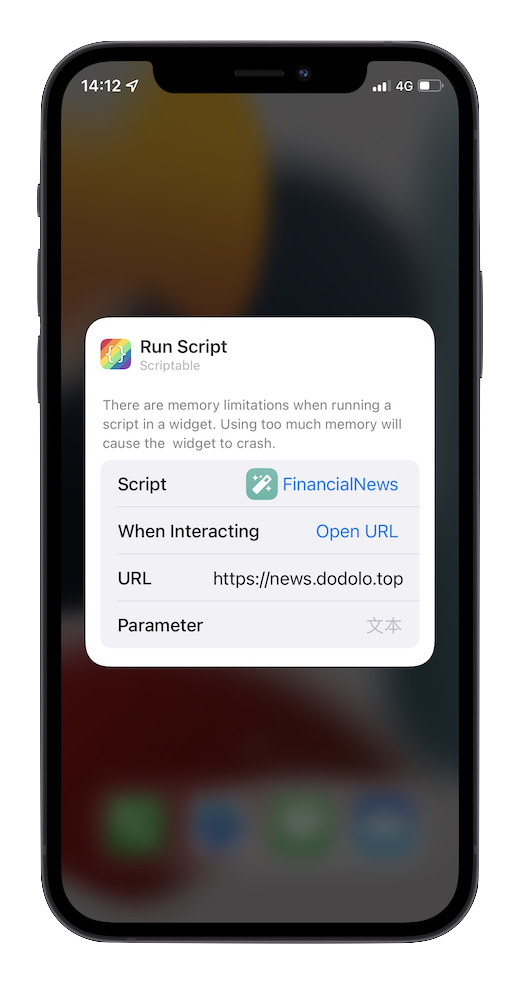 14:12
4G
Run Script
Scriptable
There are memory limitations when running a
script in a widget. Using too much memory will
cause the widget to crash.
Script FinancialNews
When Interacting Open URL
URL https://news.dodolo.top
Parameter 文本